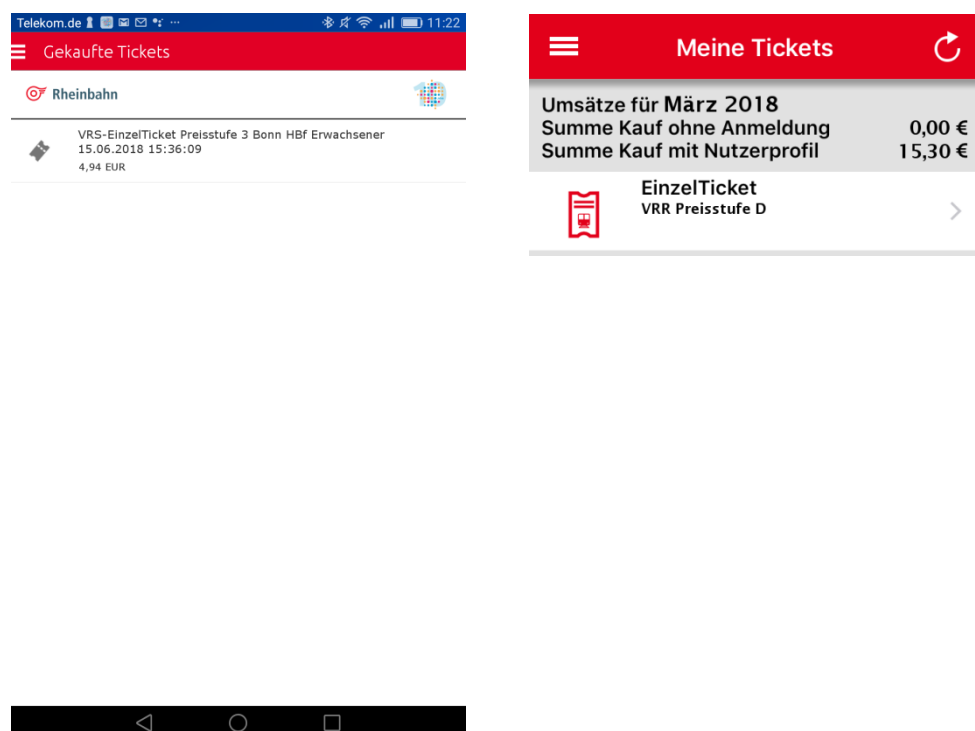 Telekom.de 11:22
Gekaufte Tickets
Rheinbahn
VRS-EinzelTicket Preisstufe 3 Bonn HBf Erwachsener
15.06.2018 15:36:09
4,94 EUR
Meine Tickets
Umsätze für März 2018
Summe Kauf ohne Anmeldung 0,00 €
Summe Kauf mit Nutzerprofil 15,30 €
EinzelTicket
VRR Preisstufe D